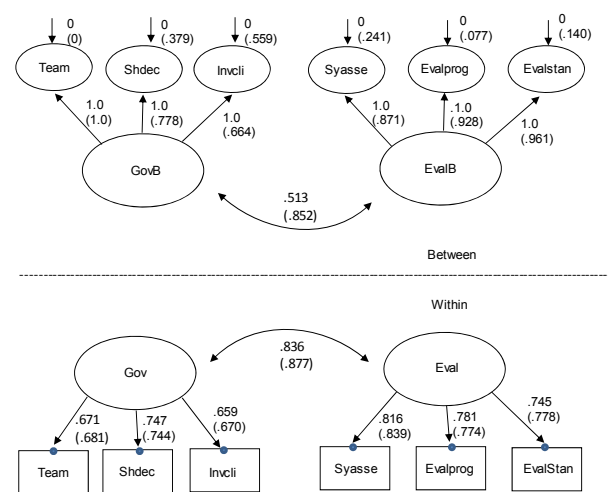 0 0 0 0 0 0
(0) (.379) (.559) (.241) (.077) (.140)
Team Shdec Invcli Syasse Evalprog Evalstan
1.0 1.0 1.0 1.0 .1.0 1.0
(1.0) (.778) (.664) (.871) (.928) (.961)
GovB EvalB
.513
(.852)
Between
Within
.836
(.877)
Gov Eval
.671 .747 .659 .816 .781 .745
(.681) (.744) (.670) (.839) (.774) (.778)
Team Shdec Invcli Syasse Evalprog EvalStan